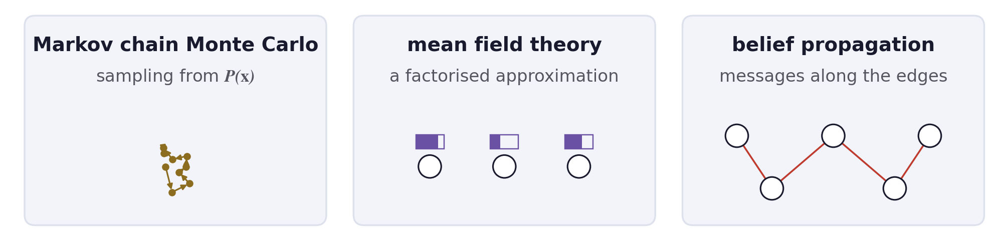 Markov chain Monte Carlo
sampling from P(x)
mean field theory
a factorised approximation
belief propagation
messages along the edges